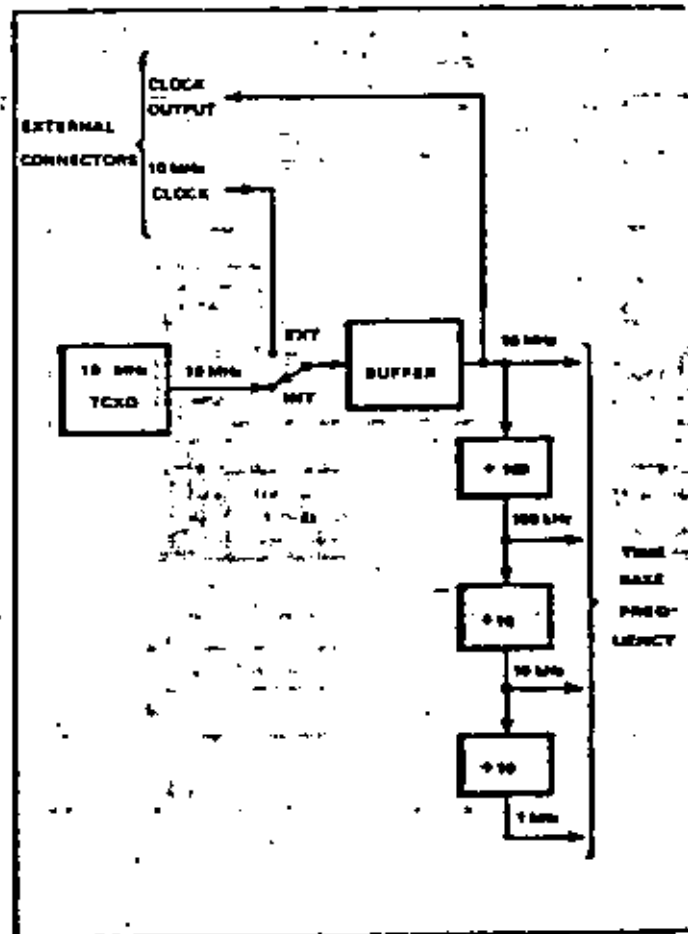 CLOCK
OUTPUT
EXTERNAL
CONNECTORS
10 MHz
CLOCK
EXT
10 MHz
TCXO
10 MHz
INT
BUFFER
10 MHz
÷ 100
100 kHz
TIME
BASE
FREQ-
UENCY
÷ 10
10 kHz
÷ 10
1 kHz